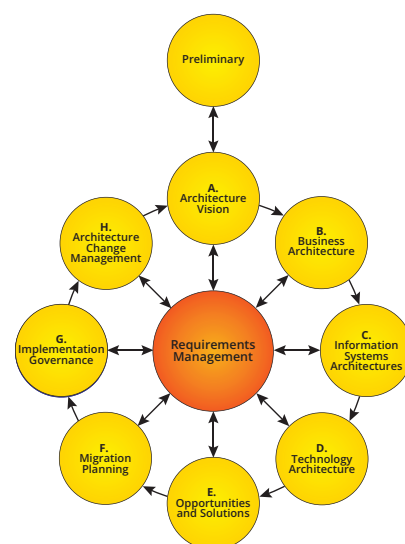 Preliminary
A.
Architecture
Vision
B.
Business
Architecture
C.
Information
Systems
Architectures
D.
Technology
Architecture
E.
Opportunities
and Solutions
F.
Migration
Planning
G.
Implementation
Governance
H.
Architecture
Change
Management
Requirements
Management